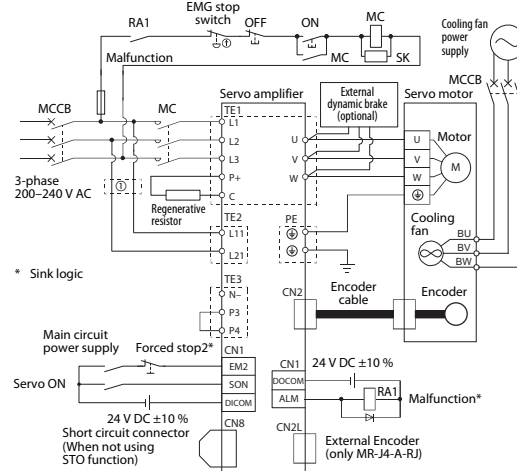 EMG stop
switch
OFF
ON
MC
Cooling fan
power
supply
RA1
①
Malfunction
MC
SK
MCCB
MCCB
MC
Servo amplifier
External
dynamic brake
(optional)
Servo motor
TE1
L1
L2
L3
P+
C
U
V
W
U
V
W
Motor
M
3-phase
200–240 V AC
①
Regenerative
resistor
TE2
L11
L21
PE
Cooling
fan
BU
BV
BW
* Sink logic
TE3
N–
P3
P4
CN2
Encoder
cable
Encoder
Main circuit
power supply
Forced stop2*
CN1
EM2
SON
DICOM
Servo ON
24 V DC ±10 %
CN1
DOCOM
ALM
24 V DC ±10 %
RA1
Malfunction*
Short circuit connector
(When not using
STO function)
CN8
CN2L
External Encoder
(only MR-J4-A-RJ)